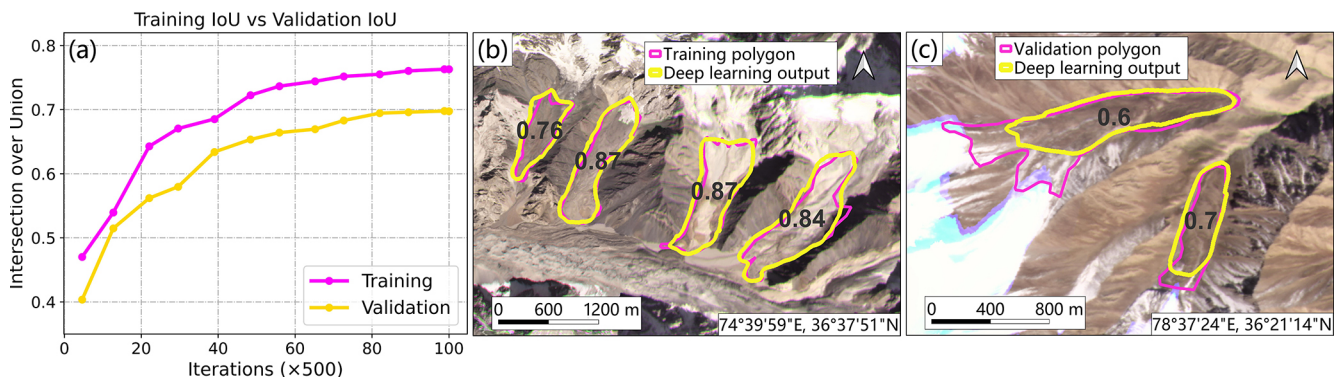 Training IoU vs Validation IoU
(a)
Intersection over Union
0.8
0.7
0.6
0.5
0.4
0
20
40
60
80
100
Iterations (×500)
Training
Validation
(b)
Training polygon
Deep learning output
0.76
0.87
0.87
0.84
0 600 1200 m
74°39'59"E, 36°37'51"N
(c)
Validation polygon
Deep learning output
0.6
0.7
0 400 800 m
78°37'24"E, 36°21'14"N